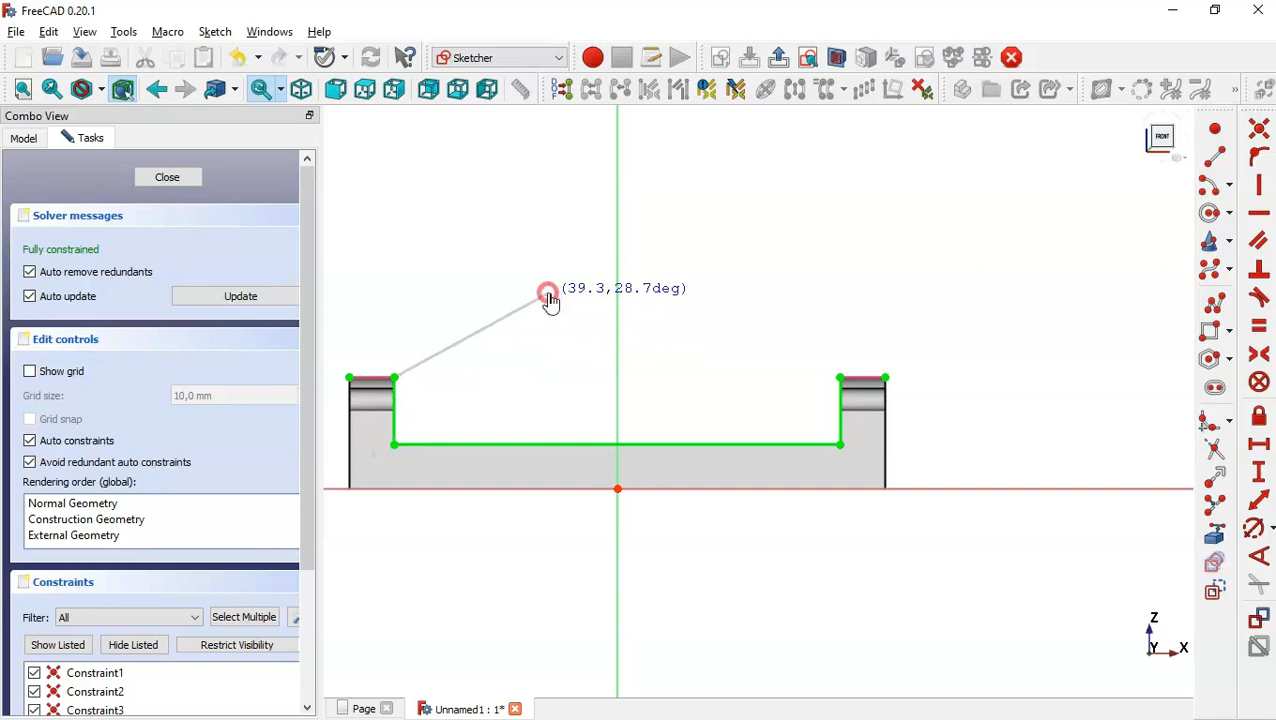 FreeCAD 0.20.1
File Edit View Tools Macro Sketch Windows Help
Sketcher
Combo View
Model Tasks
Close
Solver messages
Fully constrained
Auto remove redundants
Auto update Update
Edit controls
Show grid
Grid size: 10,0 mm
Grid snap
Auto constraints
Avoid redundant auto constraints
Rendering order (global):
Normal Geometry
Construction Geometry
External Geometry
Constraints
Filter: All Select Multiple
Show Listed Hide Listed Restrict Visibility
Constraint1
Constraint2
Constraint3
(39.3,28.7deg)
FRONT
Z
Y X
Page Unnamed1 : 1*